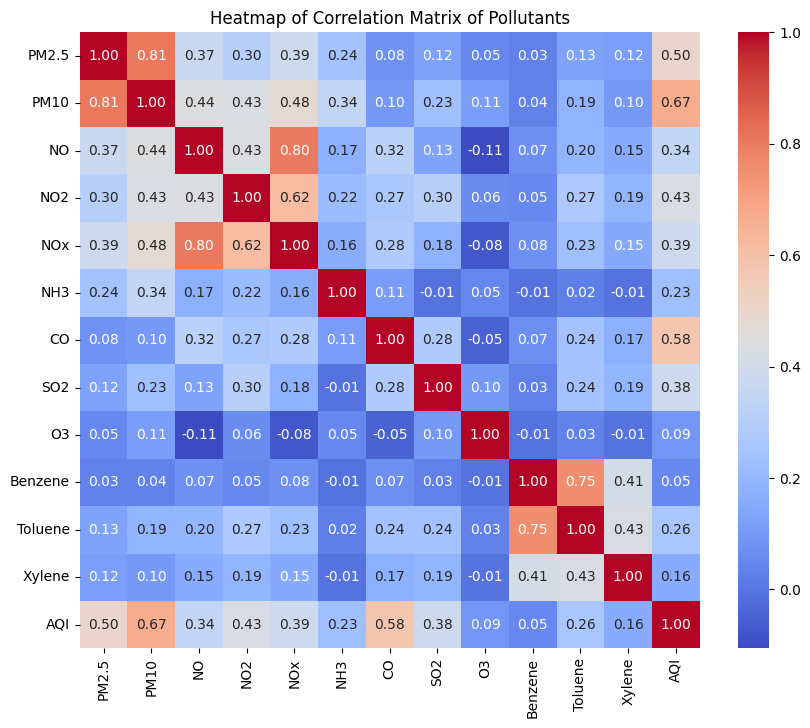 Heatmap of Correlation Matrix of Pollutants
PM2.5 1.00 0.81 0.37 0.30 0.39 0.24 0.08 0.12 0.05 0.03 0.13 0.12 0.50
PM10 0.81 1.00 0.44 0.43 0.48 0.34 0.10 0.23 0.11 0.04 0.19 0.10 0.67
NO 0.37 0.44 1.00 0.43 0.80 0.17 0.32 0.13 -0.11 0.07 0.20 0.15 0.34
NO2 0.30 0.43 0.43 1.00 0.62 0.22 0.27 0.30 0.06 0.05 0.27 0.19 0.43
NOx 0.39 0.48 0.80 0.62 1.00 0.16 0.28 0.18 -0.08 0.08 0.23 0.15 0.39
NH3 0.24 0.34 0.17 0.22 0.16 1.00 0.11 -0.01 0.05 -0.01 0.02 -0.01 0.23
CO 0.08 0.10 0.32 0.27 0.28 0.11 1.00 0.28 -0.05 0.07 0.24 0.17 0.58
SO2 0.12 0.23 0.13 0.30 0.18 -0.01 0.28 1.00 0.10 0.03 0.24 0.19 0.38
O3 0.05 0.11 -0.11 0.06 -0.08 0.05 -0.05 0.10 1.00 -0.01 0.03 -0.01 0.09
Benzene 0.03 0.04 0.07 0.05 0.08 -0.01 0.07 0.03 -0.01 1.00 0.75 0.41 0.05
Toluene 0.13 0.19 0.20 0.27 0.23 0.02 0.24 0.24 0.03 0.75 1.00 0.43 0.26
Xylene 0.12 0.10 0.15 0.19 0.15 -0.01 0.17 0.19 -0.01 0.41 0.43 1.00 0.16
AQI 0.50 0.67 0.34 0.43 0.39 0.23 0.58 0.38 0.09 0.05 0.26 0.16 1.00
PM2.5 PM10 NO NO2 NOx NH3 CO SO2 O3 Benzene Toluene Xylene AQI
1.0
0.8
0.6
0.4
0.2
0.0